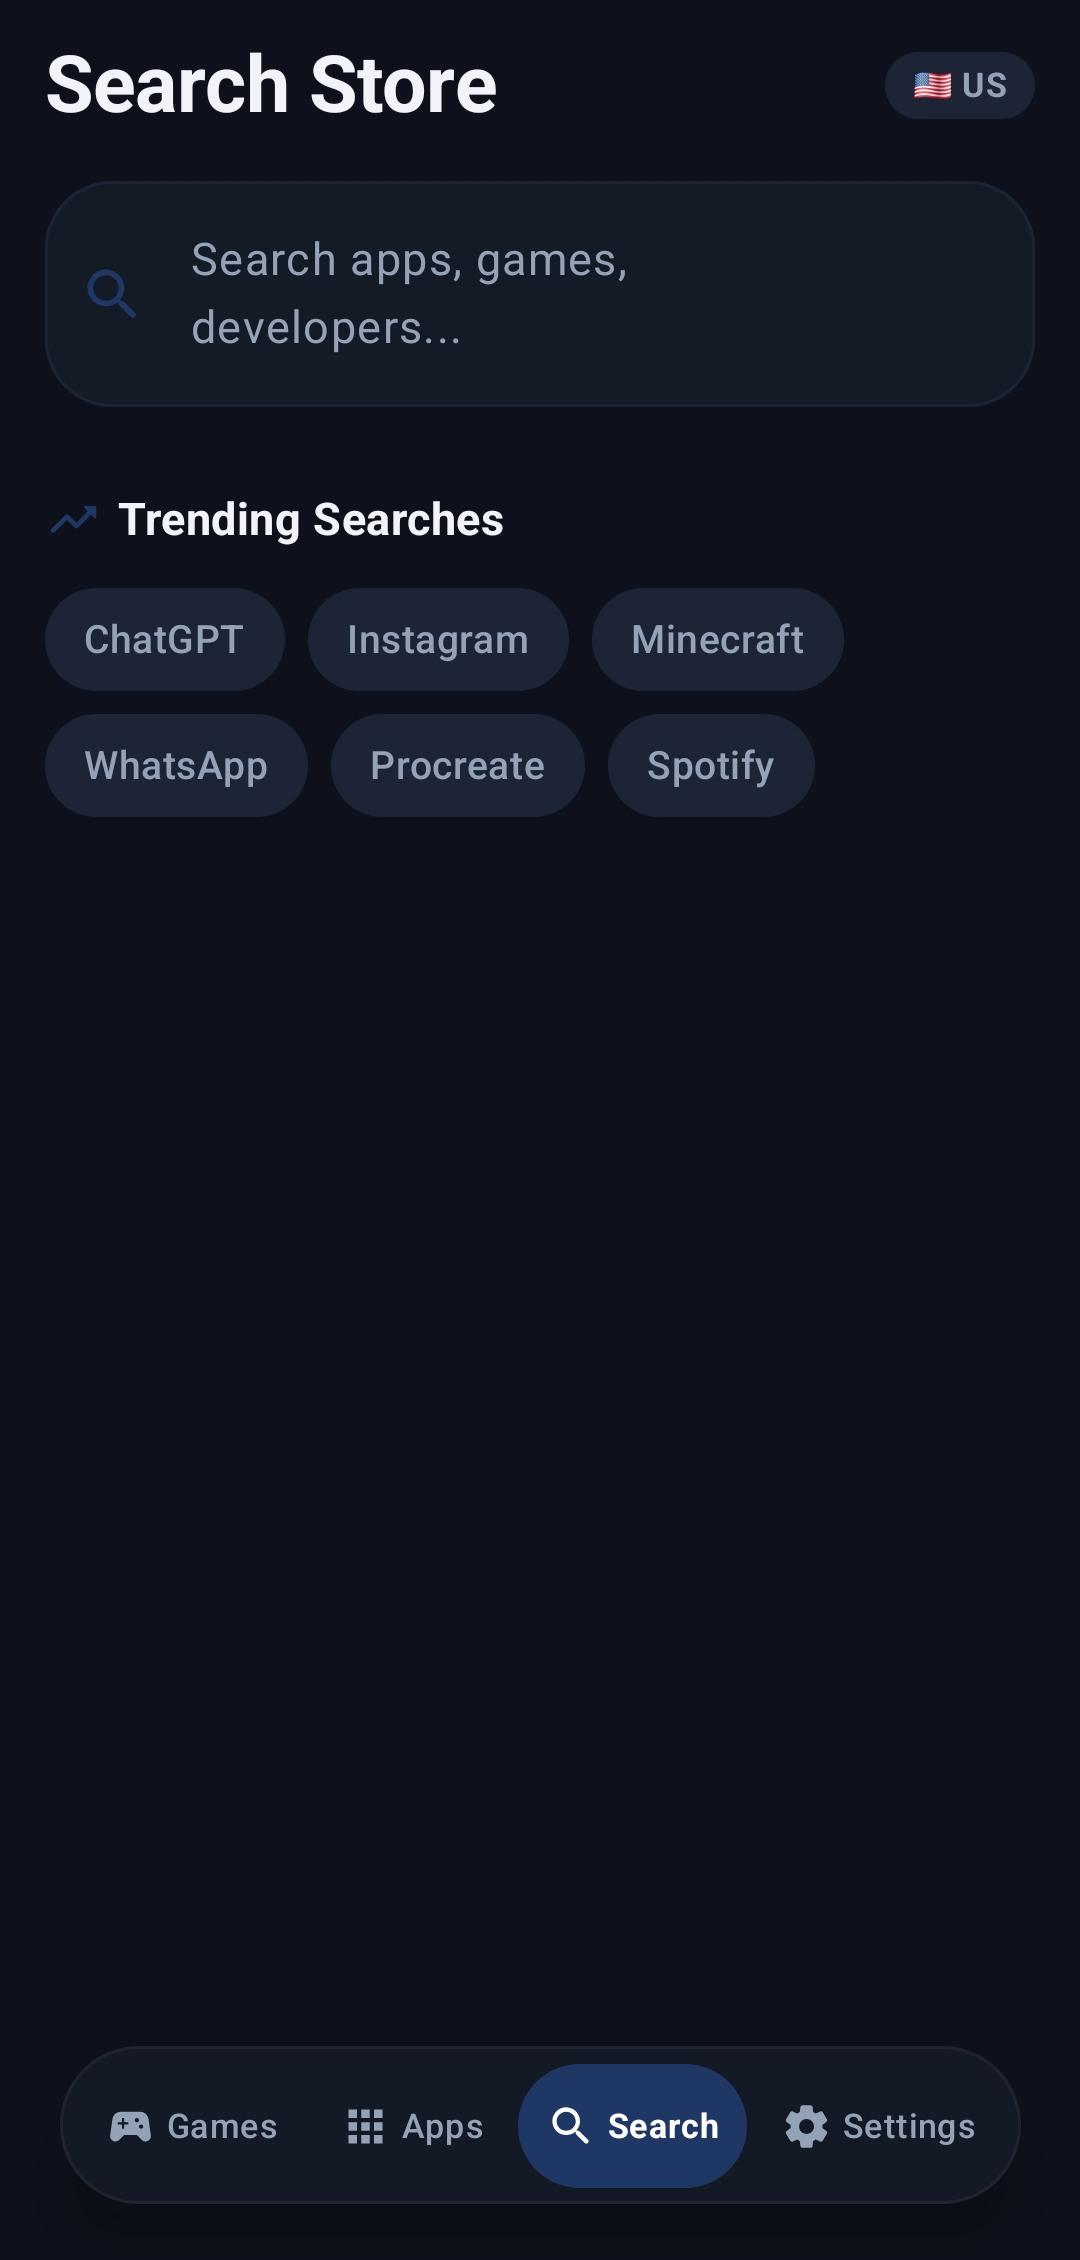 Search Store
🇺🇸 US
Search apps, games,
developers...
Trending Searches
ChatGPT Instagram Minecraft
WhatsApp Procreate Spotify
Games Apps Search Settings